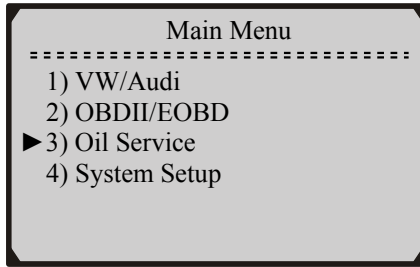 Main Menu
1) VW/Audi
2) OBDII/EOBD
►3) Oil Service
4) System Setup